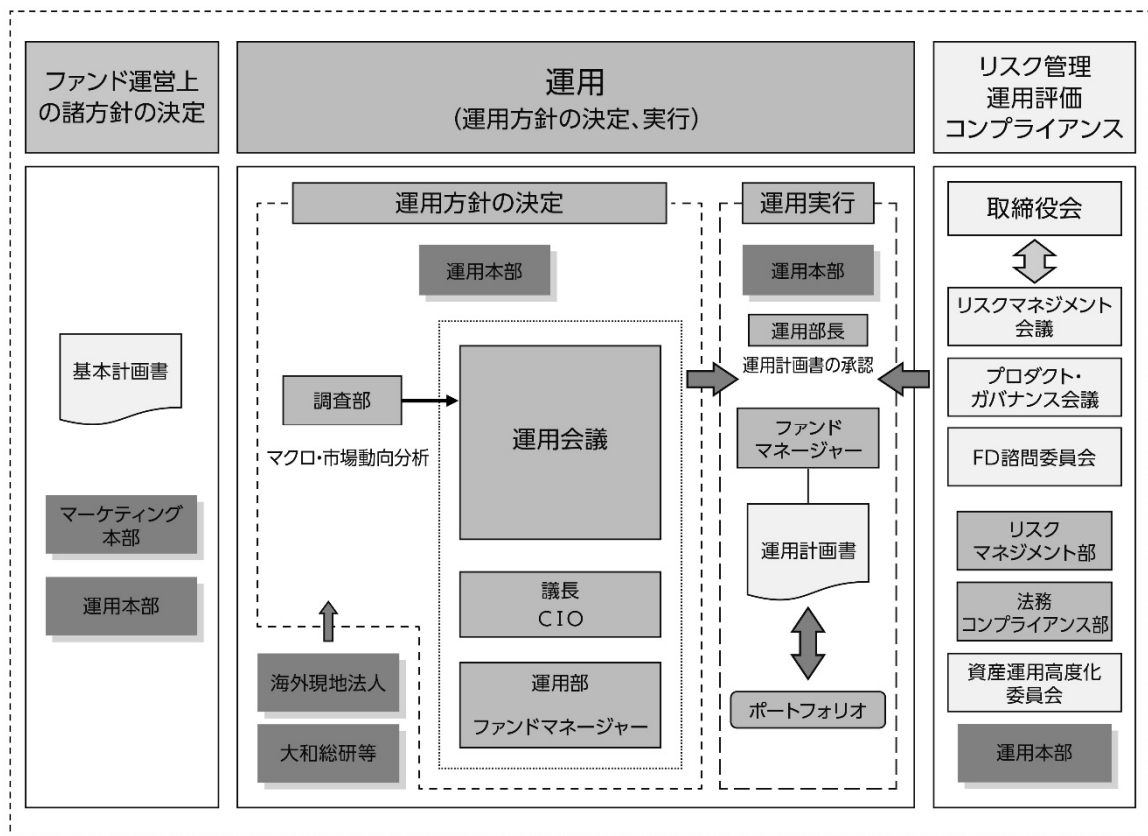 ファンド運営上
の諸方針の決定
基本計画書
マーケティング
本部
運用本部
運用
(運用方針の決定、実行)
運用方針の決定
運用本部
調査部
マクロ・市場動向分析
運用会議
議長
CIO
運用部
ファンドマネージャー
海外現地法人
大和総研等
運用実行
運用本部
運用部長
運用計画書の承認
ファンド
マネージャー
運用計画書
ポートフォリオ
リスク管理
運用評価
コンプライアンス
取締役会
リスクマネジメント
会議
プロダクト・
ガバナンス会議
FD諮問委員会
リスク
マネジメント部
法務
コンプライアンス部
資産運用高度化
委員会
運用本部